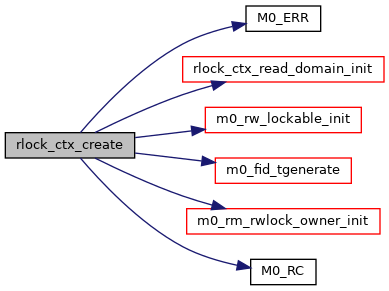 M0_ERR
rlock_ctx_read_domain_init
m0_rw_lockable_init
rlock_ctx_create
m0_fid_tgenerate
m0_rm_rwlock_owner_init
M0_RC